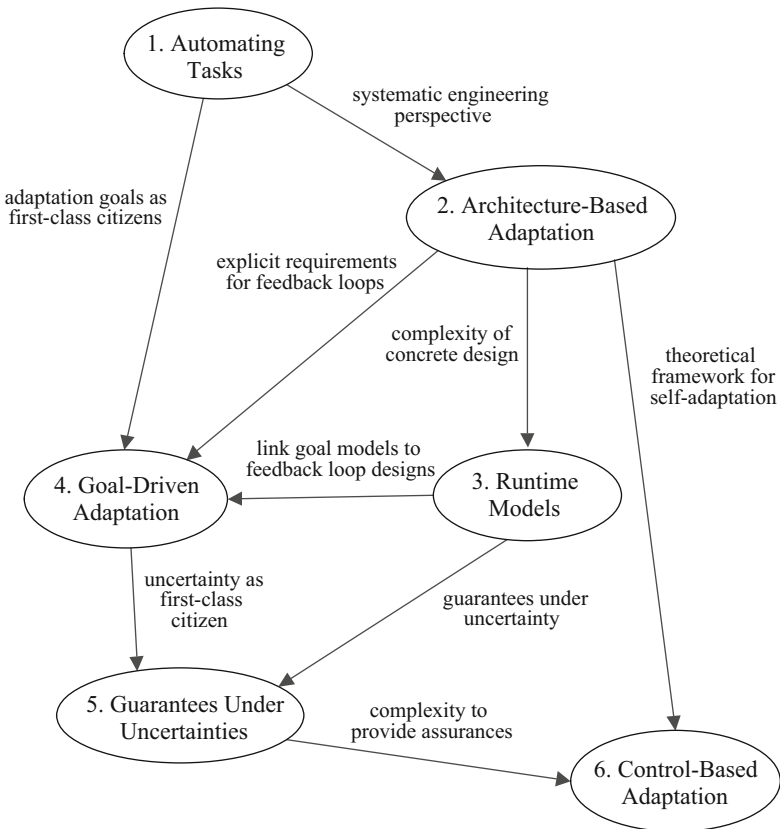 1. Automating
Tasks
systematic engineering
perspective
adaptation goals as
first-class citizens
2. Architecture-Based
Adaptation
explicit requirements
for feedback loops
complexity of
concrete design
theoretical
framework for
self-adaptation
link goal models to
feedback loop designs
4. Goal-Driven
Adaptation
3. Runtime
Models
uncertainty as
first-class
citizen
guarantees under
uncertainty
5. Guarantees Under
Uncertainties
complexity to
provide assurances
6. Control-Based
Adaptation